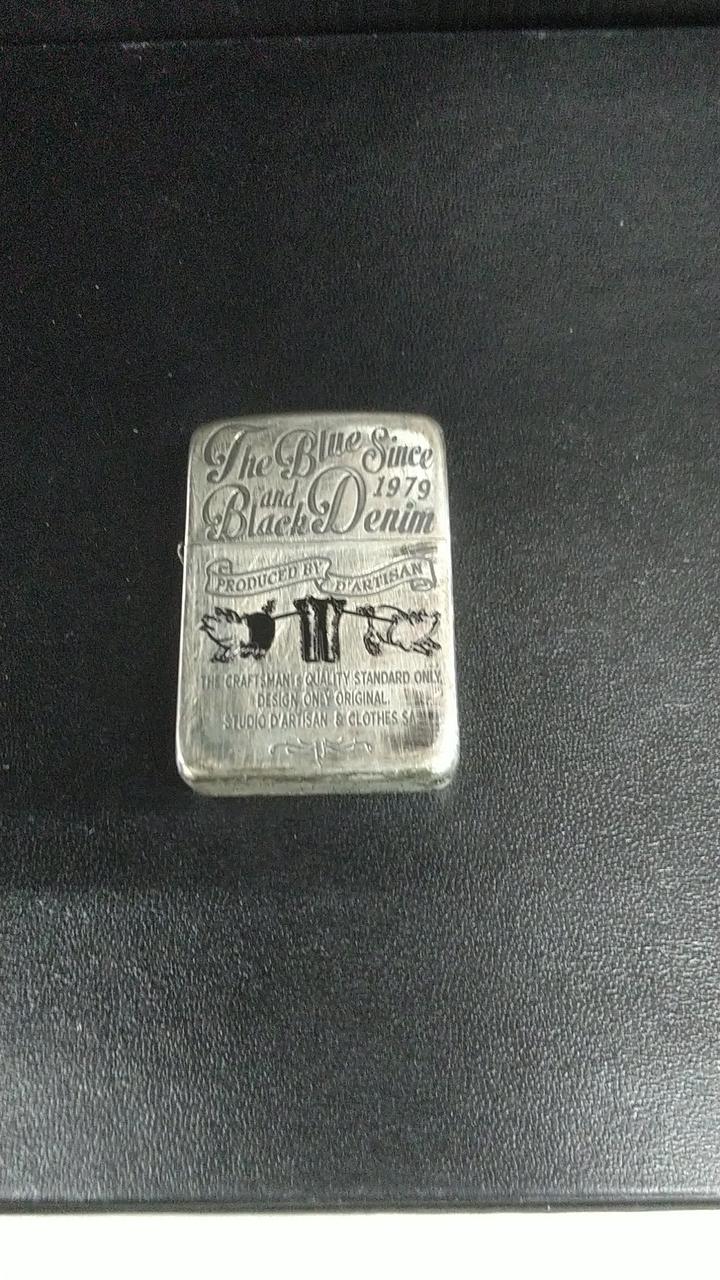 The Blue Since
1979
and
Black Denim
PRODUCED BY D'ARTISAN
THE CRAFTSMAN'S QUALITY STANDARD ONLY,
DESIGN ONLY ORIGINAL.
STUDIO D'ARTISAN & CLOTHES